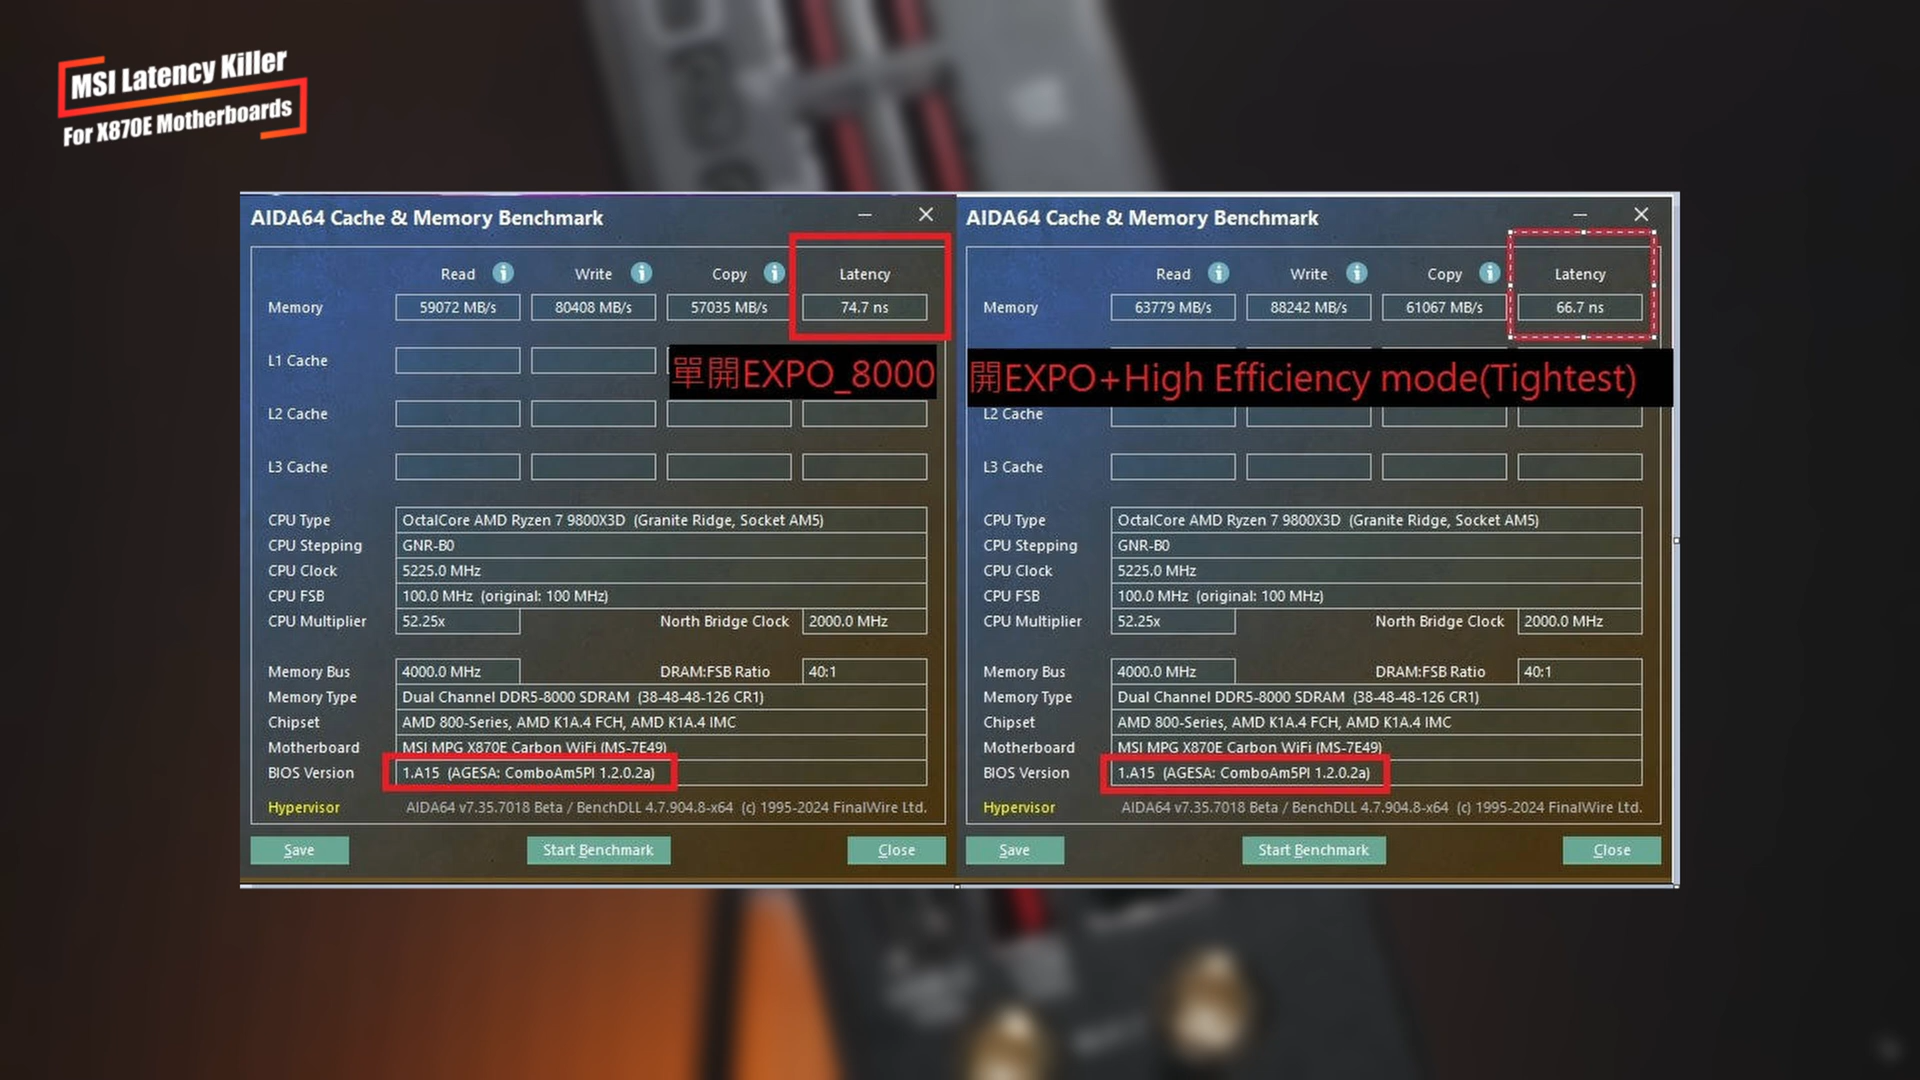 MSI Latency Killer
For X870E Motherboards
AIDA64 Cache & Memory Benchmark
Read Write Copy Latency
Memory 59072 MB/s 80408 MB/s 57035 MB/s 74.7 ns
L1 Cache
單開EXPO_8000
L2 Cache
L3 Cache
CPU Type OctalCore AMD Ryzen 7 9800X3D (Granite Ridge, Socket AM5)
CPU Stepping GNR-B0
CPU Clock 5225.0 MHz
CPU FSB 100.0 MHz (original: 100 MHz)
CPU Multiplier 52.25x North Bridge Clock 2000.0 MHz
Memory Bus 4000.0 MHz DRAM:FSB Ratio 40:1
Memory Type Dual Channel DDR5-8000 SDRAM (38-48-48-126 CR1)
Chipset AMD 800-Series, AMD K1A.4 FCH, AMD K1A.4 IMC
Motherboard MSI MPG X870E Carbon WiFi (MS-7E49)
BIOS Version 1.A15 (AGESA: ComboAm5PI 1.2.0.2a)
Hypervisor AIDA64 v7.35.7018 Beta / BenchDLL 4.7.904.8-x64 (c) 1995-2024 FinalWire Ltd.
Save Start Benchmark Close
AIDA64 Cache & Memory Benchmark
Read Write Copy Latency
Memory 63779 MB/s 88242 MB/s 61067 MB/s 66.7 ns
開EXPO+High Efficiency mode(Tightest)
L2 Cache
L3 Cache
CPU Type OctalCore AMD Ryzen 7 9800X3D (Granite Ridge, Socket AM5)
CPU Stepping GNR-B0
CPU Clock 5225.0 MHz
CPU FSB 100.0 MHz (original: 100 MHz)
CPU Multiplier 52.25x North Bridge Clock 2000.0 MHz
Memory Bus 4000.0 MHz DRAM:FSB Ratio 40:1
Memory Type Dual Channel DDR5-8000 SDRAM (38-48-48-126 CR1)
Chipset AMD 800-Series, AMD K1A.4 FCH, AMD K1A.4 IMC
Motherboard MSI MPG X870E Carbon WiFi (MS-7E49)
BIOS Version 1.A15 (AGESA: ComboAm5PI 1.2.0.2a)
Hypervisor AIDA64 v7.35.7018 Beta / BenchDLL 4.7.904.8-x64 (c) 1995-2024 FinalWire Ltd.
Save Start Benchmark Close